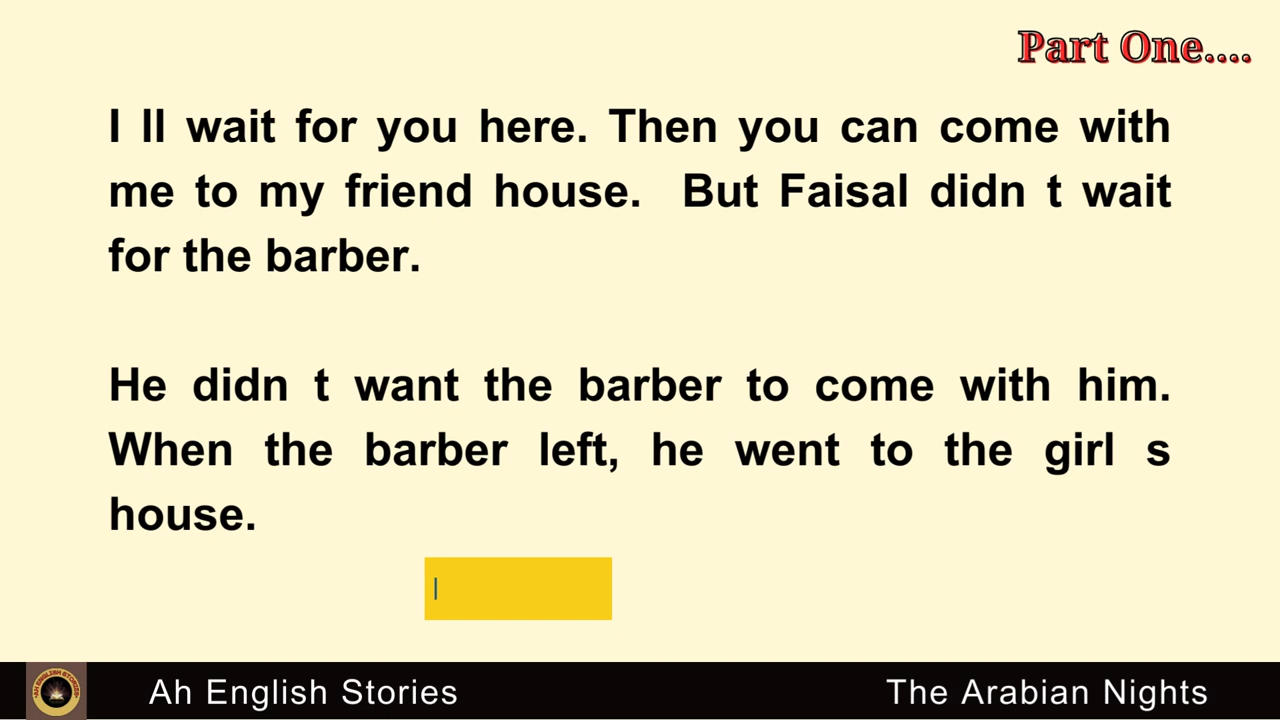 Part One....
I ll wait for you here. Then you can come with
me to my friend house.  But Faisal didn t wait
for the barber.
He didn t want the barber to come with him.
When the barber left, he went to the girl s
house.
Ah English Stories
The Arabian Nights